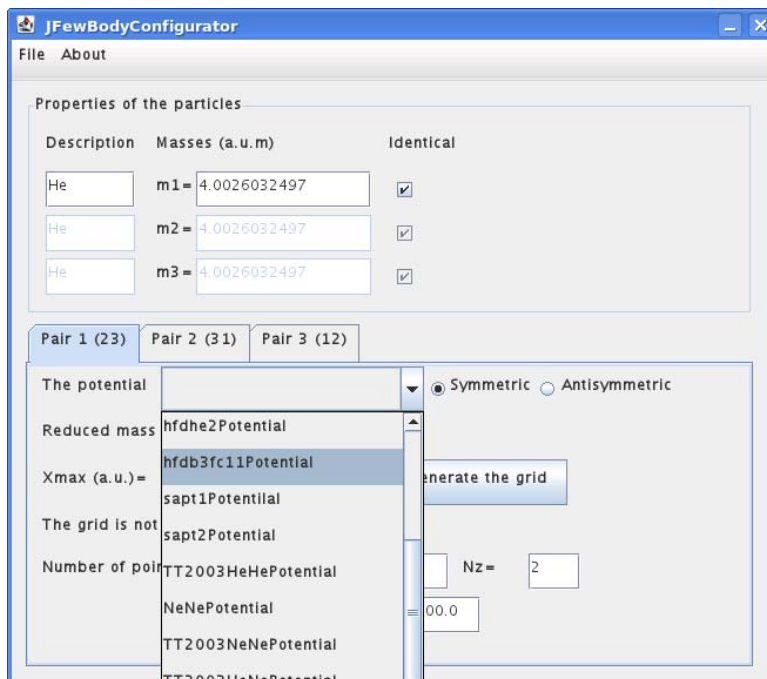 JFewBodyConfigurator
File About
Properties of the particles
Description Masses (a.u.m) Identical
He m1= 4.0026032497
He m2= 4.0026032497
He m3= 4.0026032497
Pair 1 (23) Pair 2 (31) Pair 3 (12)
The potential Symmetric Antisymmetric
hfdhe2Potential
Reduced mass
hfdb3fc11Potential
Xmax (a.u.)= enerate the grid
sapt1Potentilal
The grid is not
sapt2Potential
Number of poir TT2003HeHePotential Nz= 2
NeNePotential
00.0
TT2003NeNePotential
TT2003HeNePotential